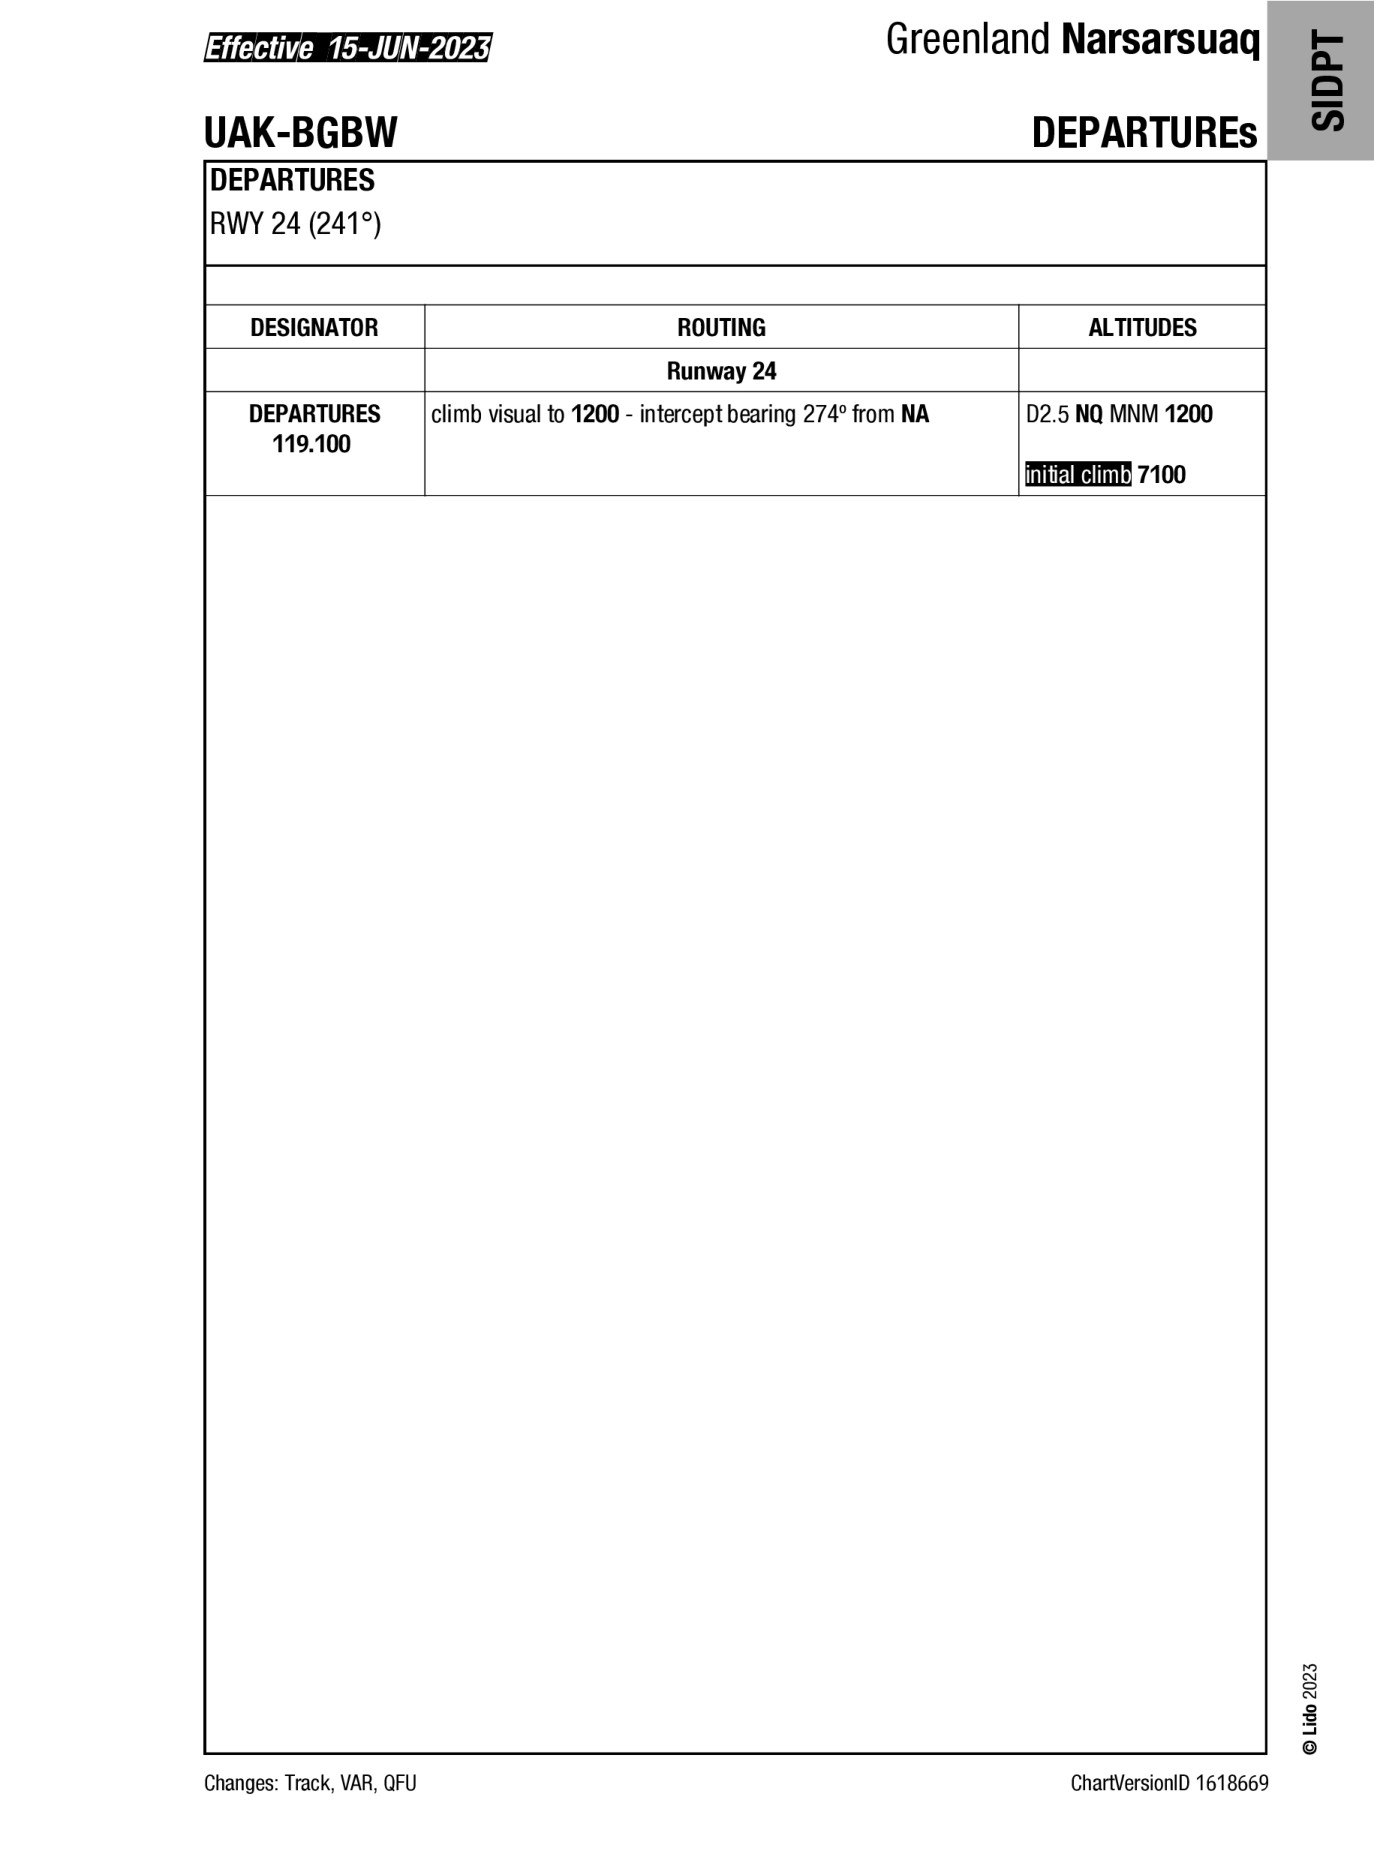 Effective 15-JUN-2023
Greenland Narsarsuaq
SIDPT
UAK-BGBW
DEPARTUREs
DEPARTURES
RWY 24 (241°)
DESIGNATOR ROUTING ALTITUDES
Runway 24
DEPARTURES climb visual to 1200 - intercept bearing 274º from NA D2.5 NQ MNM 1200
119.100
initial climb 7100
© Lido 2023
Changes: Track, VAR, QFU
ChartVersionID 1618669